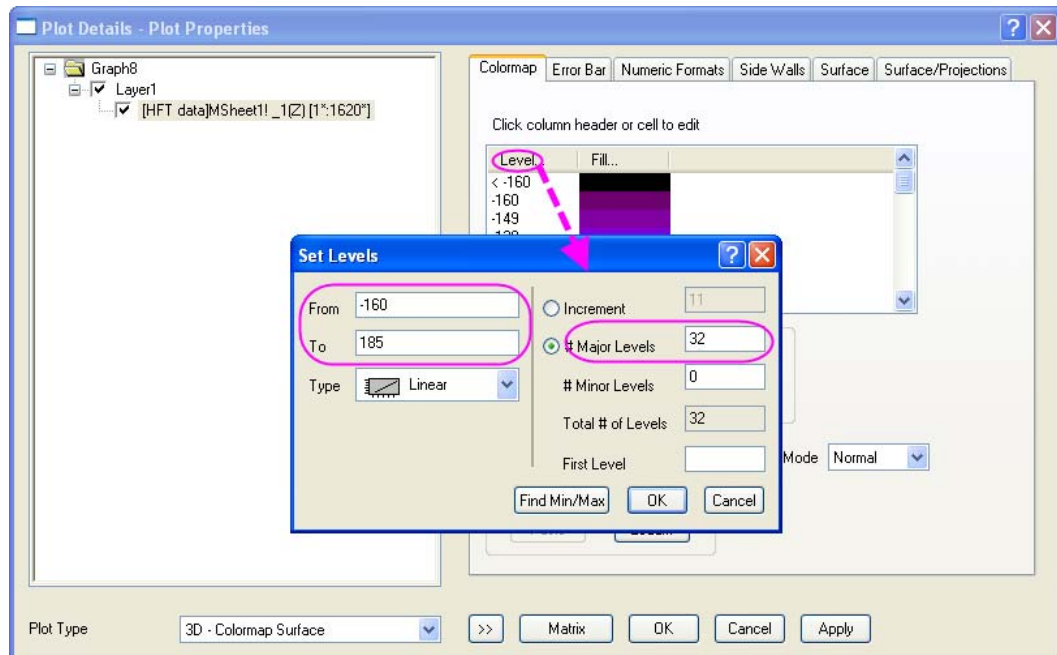 Plot Details - Plot Properties
Graph8
Layer1
[HFT data]MSheet1! _1(Z) [1*:1620*]
Colormap Error Bar Numeric Formats Side Walls Surface Surface/Projections
Click column header or cell to edit
Level... Fill...
< -160
-160
-149
Set Levels
From -160
To 185
Type Linear
Increment 11
# Major Levels 32
# Minor Levels 0
Total # of Levels 32
First Level
Find Min/Max OK Cancel
Mode Normal
Plot Type 3D - Colormap Surface >> Matrix OK Cancel Apply